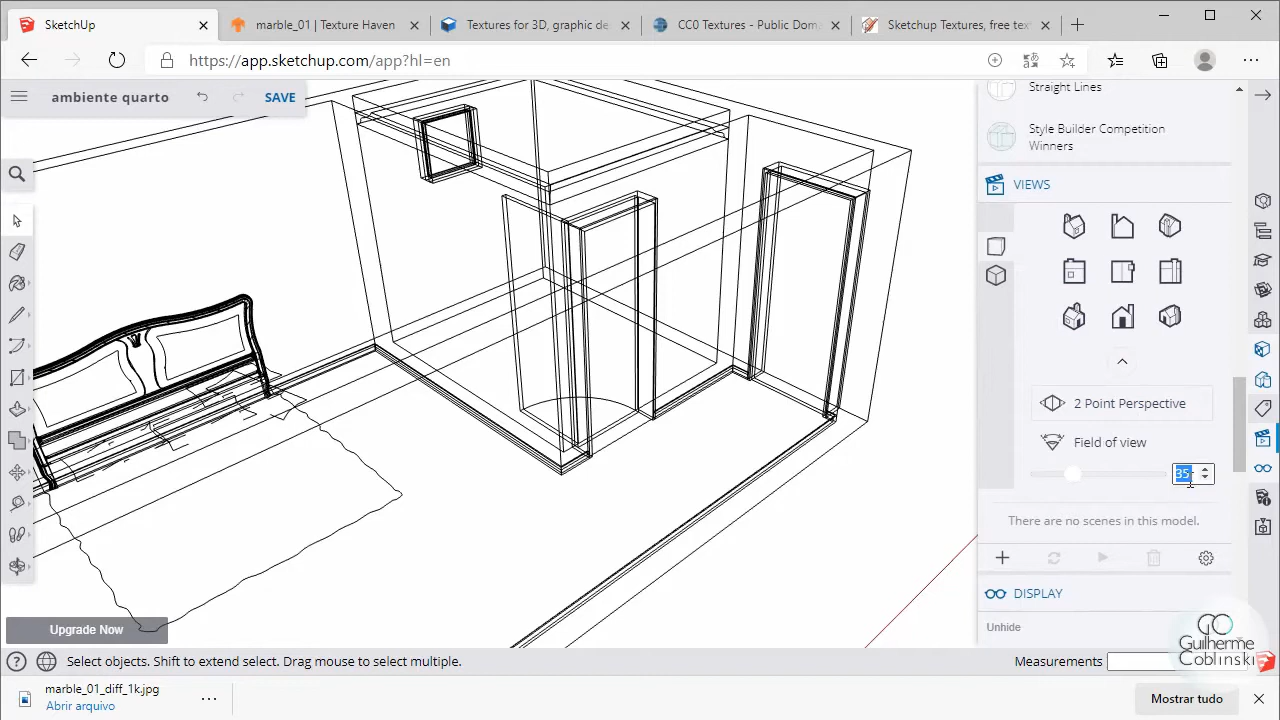 SketchUp
marble_01 | Texture Haven
Textures for 3D, graphic de
CC0 Textures - Public Dom
Sketchup Textures, free tex
https://app.sketchup.com/app?hl=en
ambiente quarto
SAVE
Straight Lines
Style Builder Competition
Winners
VIEWS
2 Point Perspective
Field of view
35
There are no scenes in this model.
DISPLAY
Unhide
Upgrade Now
GC
Guilherme
Coblinski
Select objects. Shift to extend select. Drag mouse to select multiple.
Measurements
marble_01_diff_1k.jpg
Abrir arquivo
Mostrar tudo